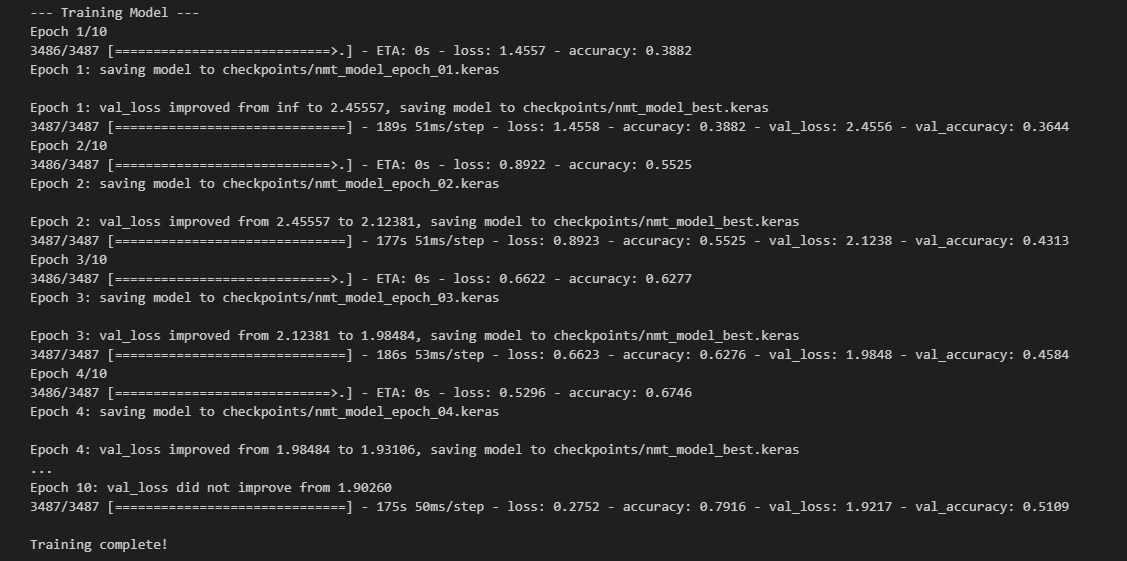 --- Training Model ---
Epoch 1/10
3486/3487 [============================>.] - ETA: 0s - loss: 1.4557 - accuracy: 0.3882
Epoch 1: saving model to checkpoints/nmt_model_epoch_01.keras
Epoch 1: val_loss improved from inf to 2.45557, saving model to checkpoints/nmt_model_best.keras
3487/3487 [==============================] - 189s 51ms/step - loss: 1.4558 - accuracy: 0.3882 - val_loss: 2.4556 - val_accuracy: 0.3644
Epoch 2/10
3486/3487 [============================>.] - ETA: 0s - loss: 0.8922 - accuracy: 0.5525
Epoch 2: saving model to checkpoints/nmt_model_epoch_02.keras
Epoch 2: val_loss improved from 2.45557 to 2.12381, saving model to checkpoints/nmt_model_best.keras
3487/3487 [==============================] - 177s 51ms/step - loss: 0.8923 - accuracy: 0.5525 - val_loss: 2.1238 - val_accuracy: 0.4313
Epoch 3/10
3486/3487 [============================>.] - ETA: 0s - loss: 0.6622 - accuracy: 0.6277
Epoch 3: saving model to checkpoints/nmt_model_epoch_03.keras
Epoch 3: val_loss improved from 2.12381 to 1.98484, saving model to checkpoints/nmt_model_best.keras
3487/3487 [==============================] - 186s 53ms/step - loss: 0.6623 - accuracy: 0.6276 - val_loss: 1.9848 - val_accuracy: 0.4584
Epoch 4/10
3486/3487 [============================>.] - ETA: 0s - loss: 0.5296 - accuracy: 0.6746
Epoch 4: saving model to checkpoints/nmt_model_epoch_04.keras
Epoch 4: val_loss improved from 1.98484 to 1.93106, saving model to checkpoints/nmt_model_best.keras
...
Epoch 10: val_loss did not improve from 1.90260
3487/3487 [==============================] - 175s 50ms/step - loss: 0.2752 - accuracy: 0.7916 - val_loss: 1.9217 - val_accuracy: 0.5109
Training complete!